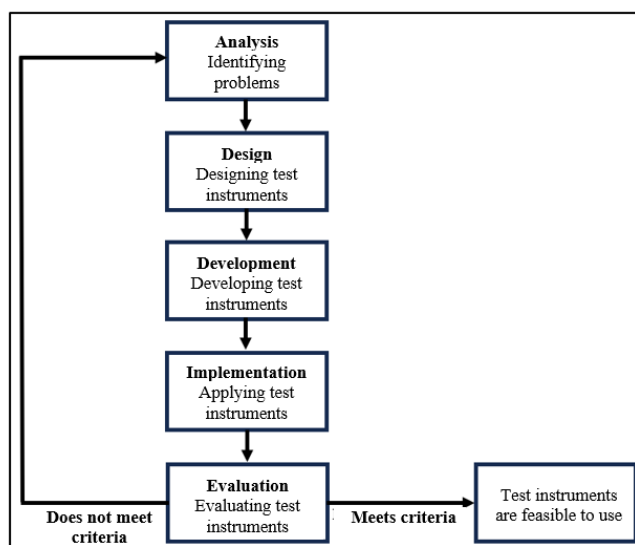 Analysis
Identifying
problems
Design
Designing test
instruments
Development
Developing test
instruments
Implementation
Applying test
instruments
Evaluation
Evaluating test
instruments
Does not meet
criteria
Meets criteria
Test instruments
are feasible to use